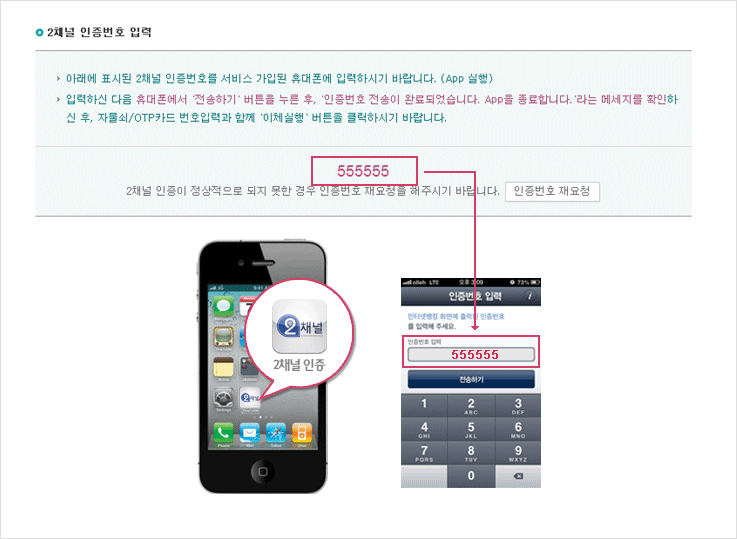 2채널 인증번호 입력
아래에 표시된 2채널 인증번호를 서비스 가입된 휴대폰에 입력하시기 바랍니다. (App 실행)
입력하신 다음 휴대폰에서 '전송하기' 버튼을 누른 후, '인증번호 전송이 완료되었습니다. App을 종료합니다.'라는 메세지를 확인하
신 후, 자물쇠/OTP카드 번호입력과 함께 '이체실행' 버튼을 클릭하시기 바랍니다.
555555
2채널 인증이 정상적으로 되지 못한 경우 인증번호 재요청을 해주시기 바랍니다. 인증번호 재요청
2채널
2채널 인증
Settings
Phone
Mail
olleh LTE 오후 3:09 73%
인증번호 입력
인터넷뱅킹 화면에 출력된 인증번호
를 입력해 주세요.
인증번호 입력
555555
전송하기
1 2 3
ABC DEF
4 5 6
GHI JKL MNO
7 8 9
PGRS TUV WXYZ
0